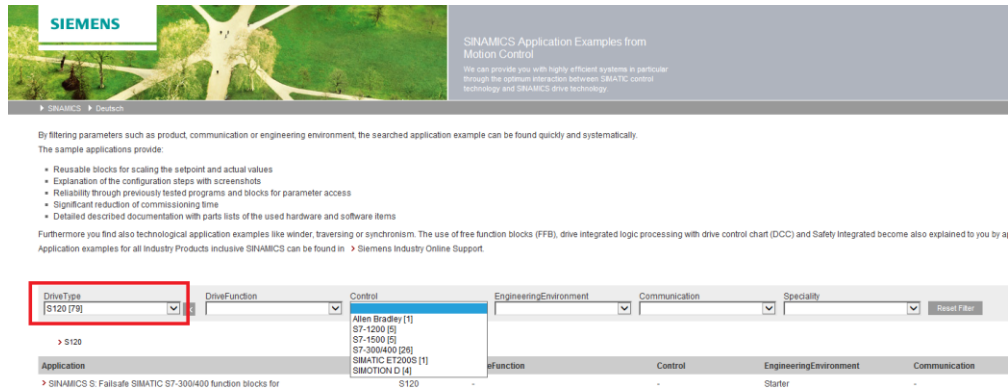 SIEMENS
SINAMICS Application Examples from
Motion Control
We can provide you with highly efficient systems in particular
through the optimum interaction between SIMATIC control
technology and SINAMICS drive technology.
SINAMICS Deutsch
By filtering parameters such as product, communication or engineering environment, the searched application example can be found quickly and systematically.
The sample applications provide:
Reusable blocks for scaling the setpoint and actual values
Explanation of the configuration steps with screenshots
Reliability through previously tested programs and blocks for parameter access
Significant reduction of commissioning time
Detailed described documentation with parts lists of the used hardware and software items
Furthermore you find also technological application examples like winder, traversing or synchronism. The use of free function blocks (FFB), drive integrated logic processing with drive control chart (DCC) and Safety Integrated become also explained to you by ap
Application examples for all Industry Products inclusive SINAMICS can be found in > Siemens Industry Online Support.
DriveType DriveFunction Control EngineeringEnvironment Communication Speciality
S120 [79] Reset Filter
Allen Bradley [1]
S7-1200 [5]
S7-1500 [5]
S7-300/400 [26]
SIMATIC ET200S [1]
SIMOTION D [4]
> S120
Application eFunction Control EngineeringEnvironment Communication
> SINAMICS S: Failsafe SIMATIC S7-300/400 function blocks for S120 - - Starter -